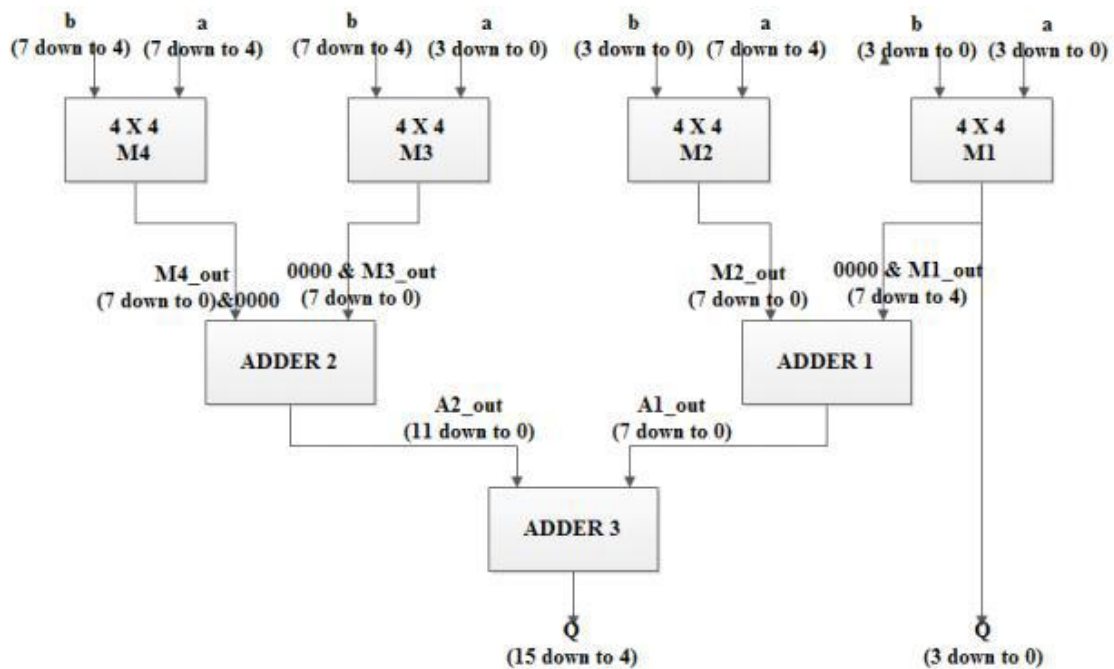 b a b a b a b a
(7 down to 4) (7 down to 4) (7 down to 4) (3 down to 0) (3 down to 0) (7 down to 4) (3 down to 0) (3 down to 0)
4 X 4 4 X 4 4 X 4 4 X 4
M4 M3 M2 M1
M4_out 0000 & M3_out M2_out 0000 & M1_out
(7 down to 0)&0000 (7 down to 0) (7 down to 0) (7 down to 4)
ADDER 2 ADDER 1
A2_out A1_out
(11 down to 0) (7 down to 0)
ADDER 3
Q Q
(15 down to 4) (3 down to 0)